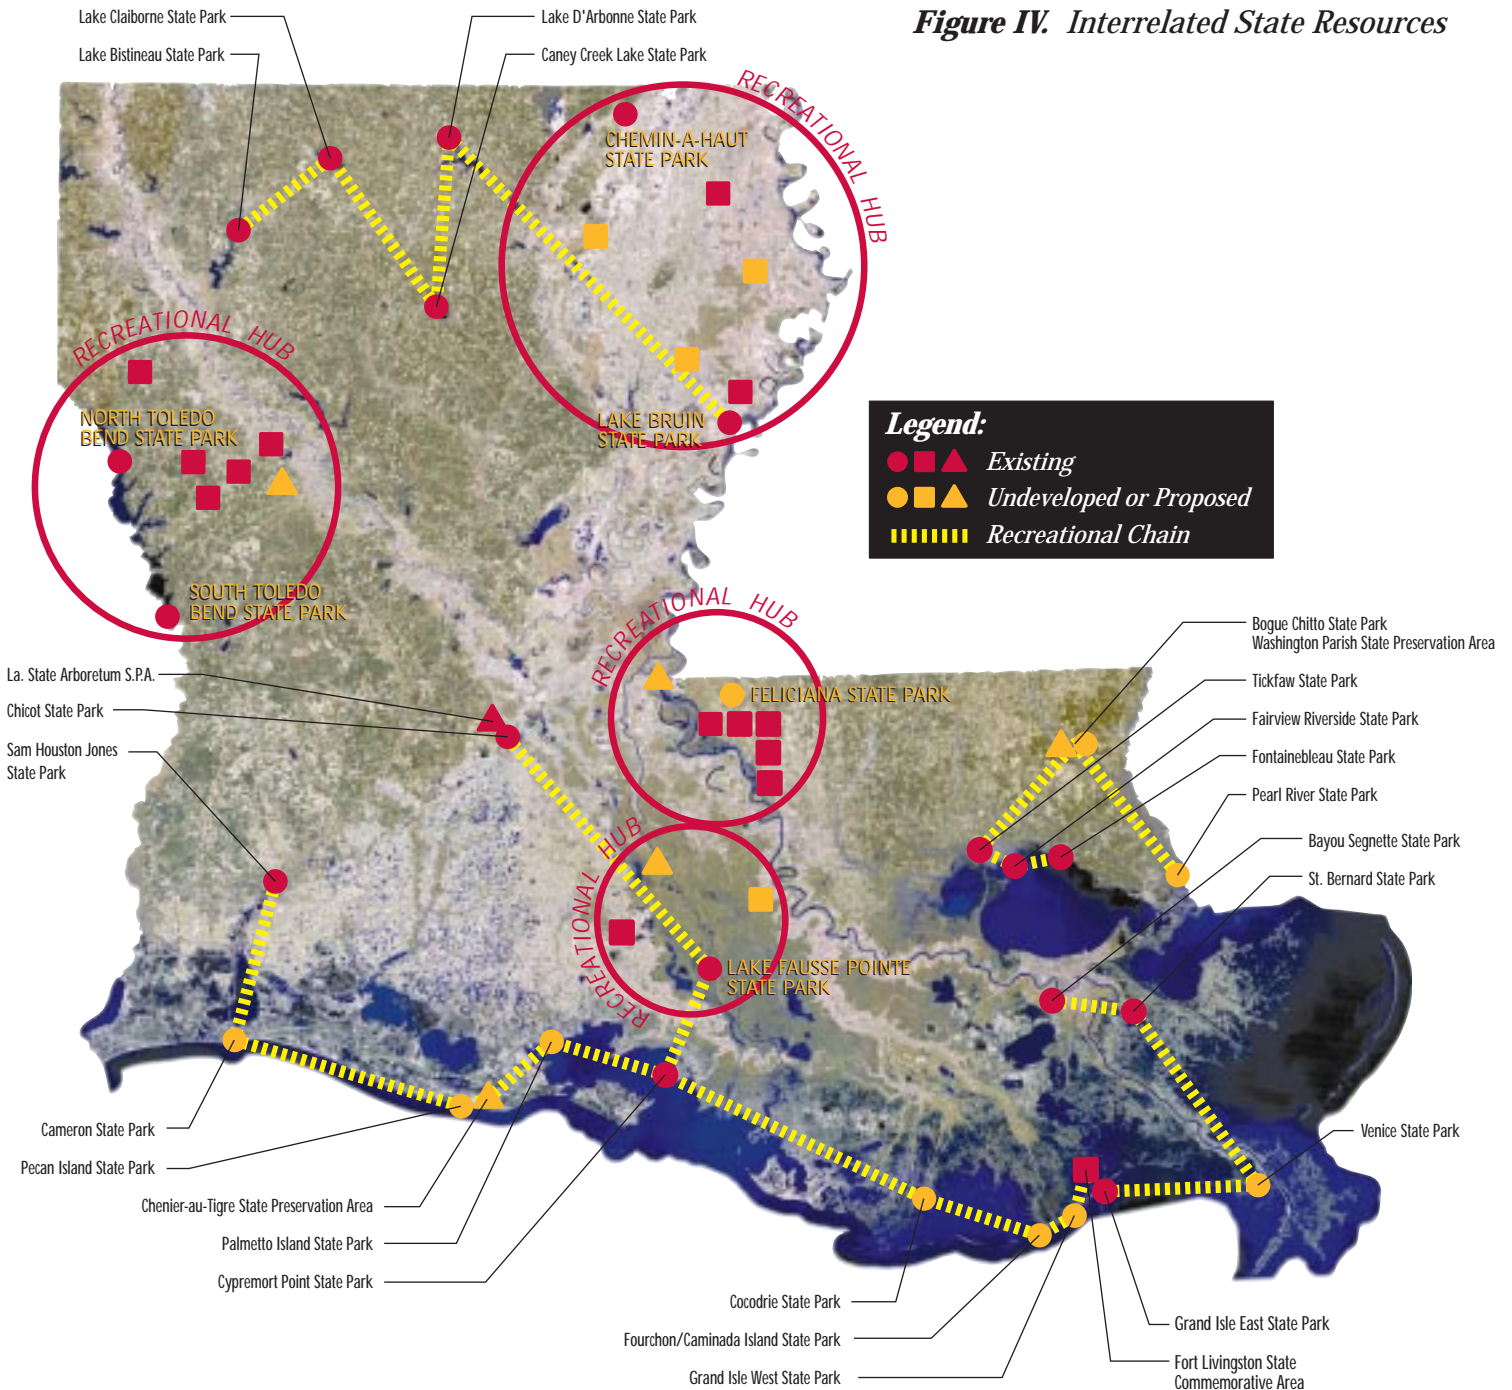 Figure IV. Interrelated State Resources
Lake Claiborne State Park
Lake D'Arbonne State Park
Lake Bistineau State Park
Caney Creek Lake State Park
RECREATIONAL HUB
CHEMIN-A-HAUT
STATE PARK
RECREATIONAL HUB
NORTH TOLEDO
BEND STATE PARK
LAKE BRUIN
STATE PARK
Legend:
Existing
Undeveloped or Proposed
Recreational Chain
SOUTH TOLEDO
BEND STATE PARK
RECREATIONAL HUB
FELICIANA STATE PARK
La. State Arboretum S.P.A.
Chicot State Park
Sam Houston Jones
State Park
Bogue Chitto State Park
Washington Parish State Preservation Area
Tickfaw State Park
Fairview Riverside State Park
Fontainebleau State Park
Pearl River State Park
Bayou Segnette State Park
St. Bernard State Park
RECREATIONAL HUB
LAKE FAUSSE POINTE
STATE PARK
Cameron State Park
Pecan Island State Park
Chenier-au-Tigre State Preservation Area
Palmetto Island State Park
Cypremort Point State Park
Venice State Park
Cocodrie State Park
Fourchon/Caminada Island State Park
Grand Isle West State Park
Grand Isle East State Park
Fort Livingston State
Commemorative Area